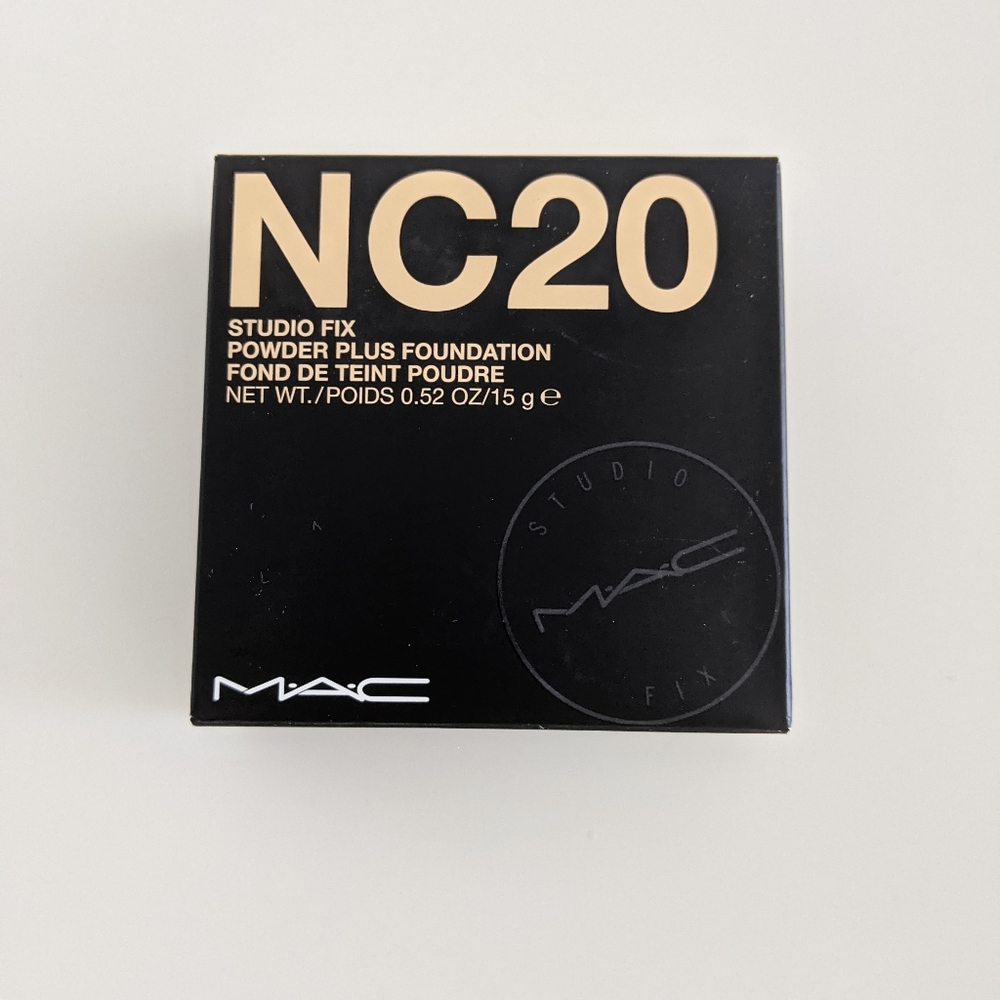 NC20
STUDIO FIX
POWDER PLUS FOUNDATION
FOND DE TEINT POUDRE
NET WT./POIDS 0.52 OZ/15 g ℮
STUDIO
M·A·C
FIX
M·A·C